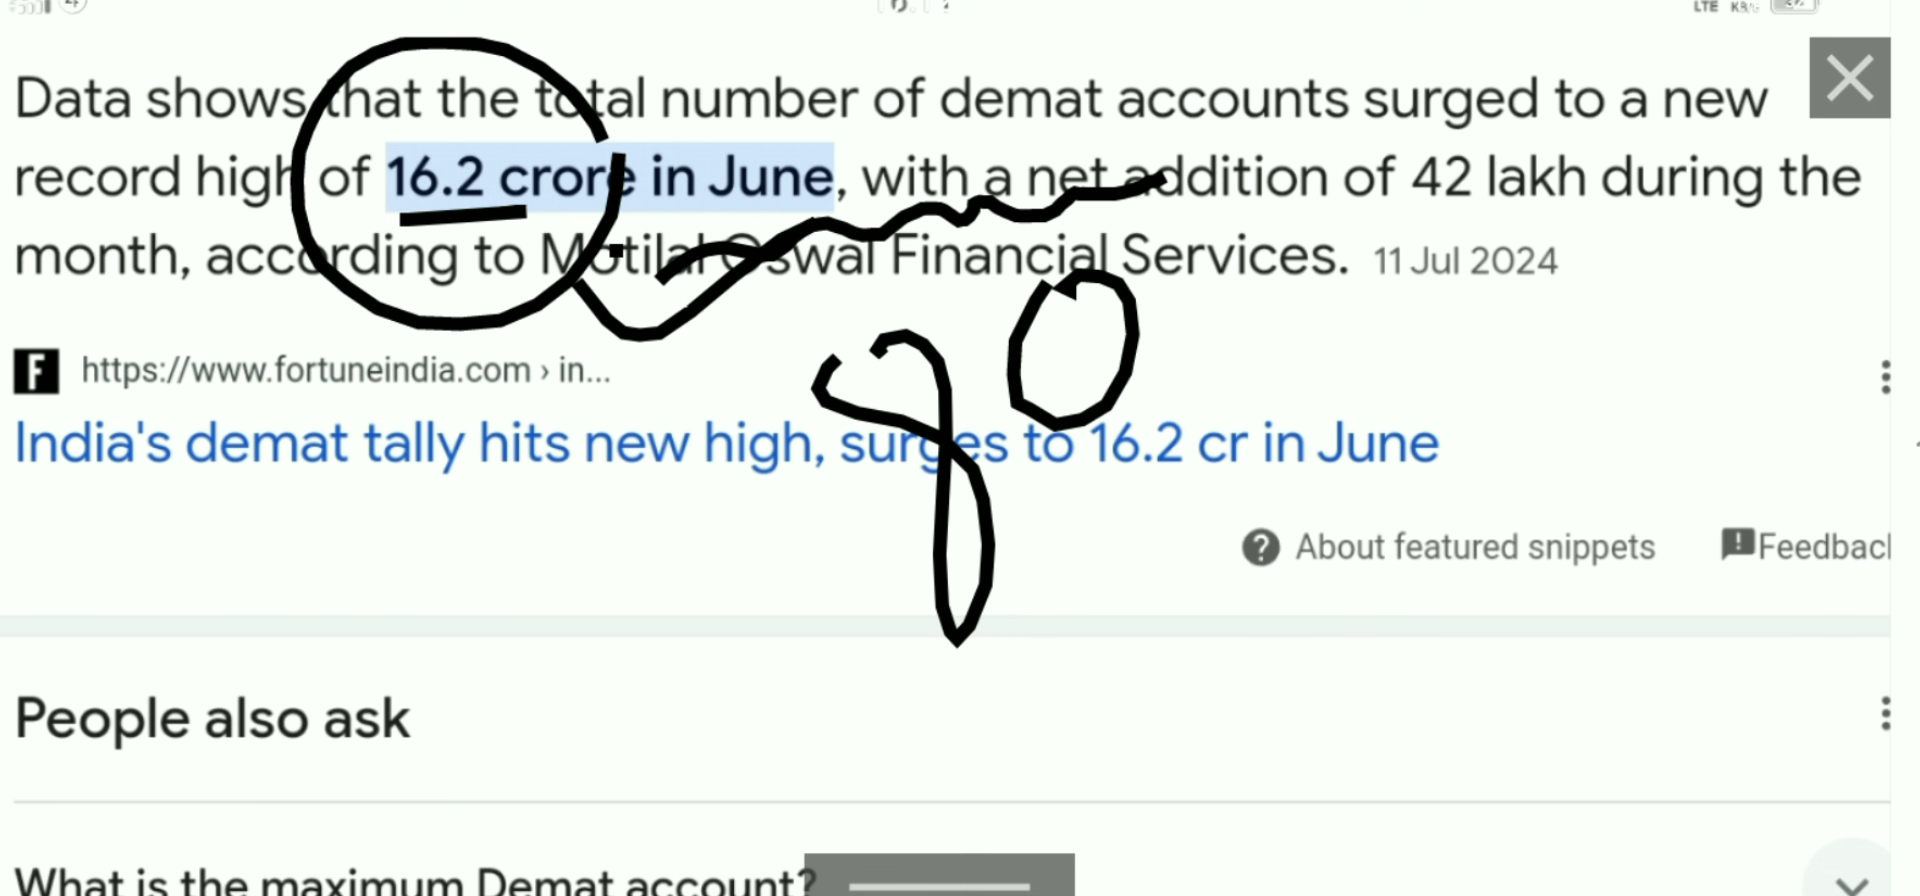 LTE
Data shows that the total number of demat accounts surged to a new
record high of 16.2 crore in June, with a net addition of 42 lakh during the
month, according to Motilal Oswal Financial Services. 11 Jul 2024
90
F https://www.fortuneindia.com › in...
India's demat tally hits new high, surges to 16.2 cr in June
About featured snippets Feedbac
People also ask
What is the maximum Demat account?